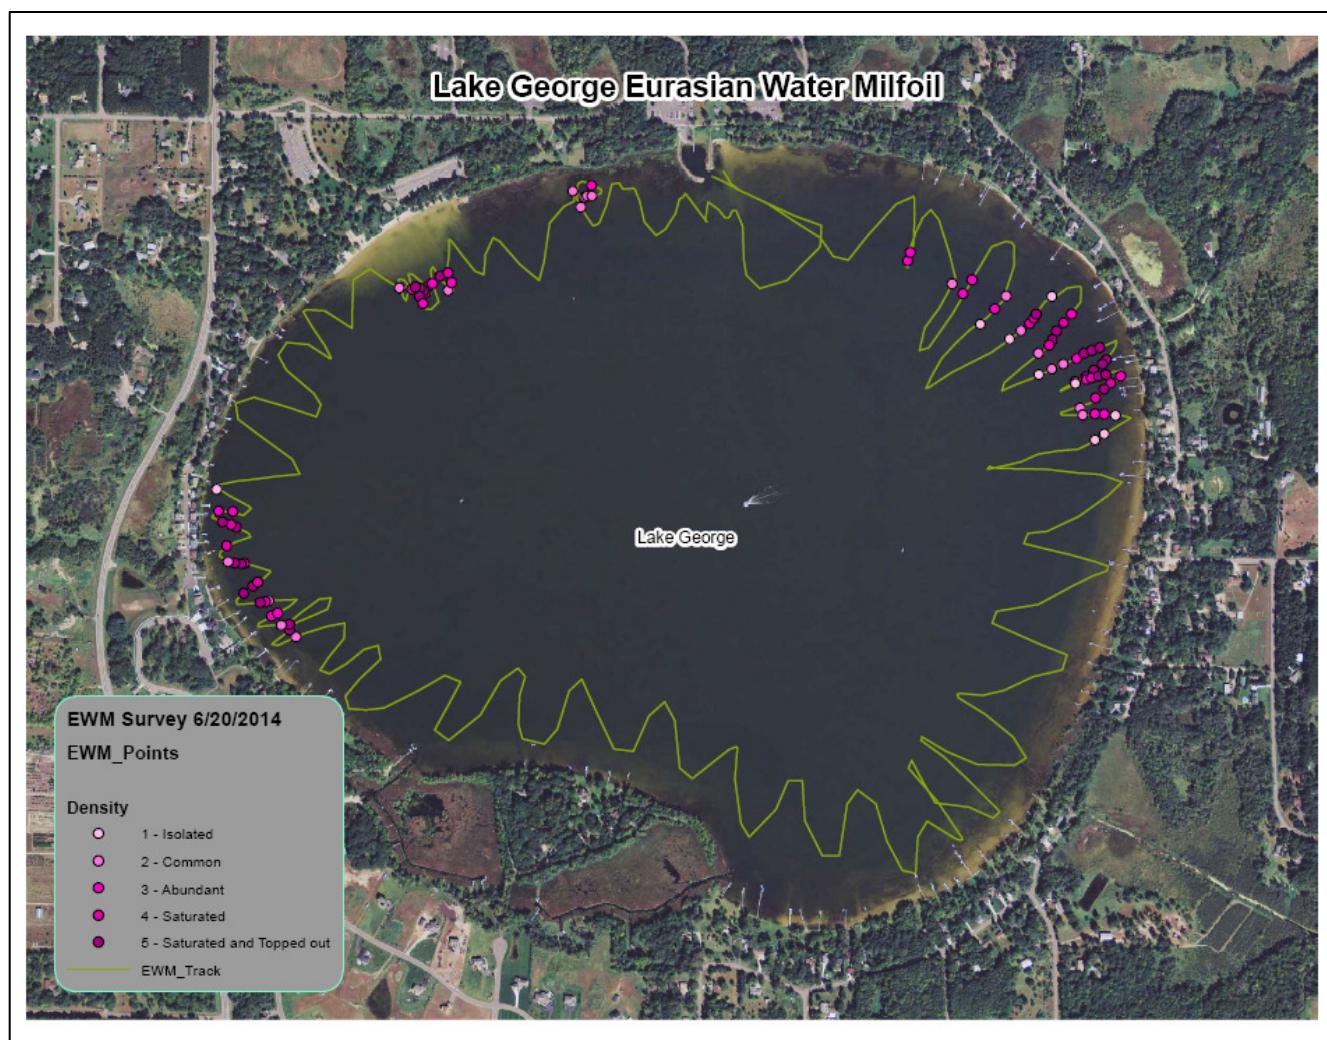 Lake George Eurasian Water Milfoil
Lake George
EWM Survey 6/20/2014
EWM_Points
Density
1 - Isolated
2 - Common
3 - Abundant
4 - Saturated
5 - Saturated and Topped out
EWM_Track